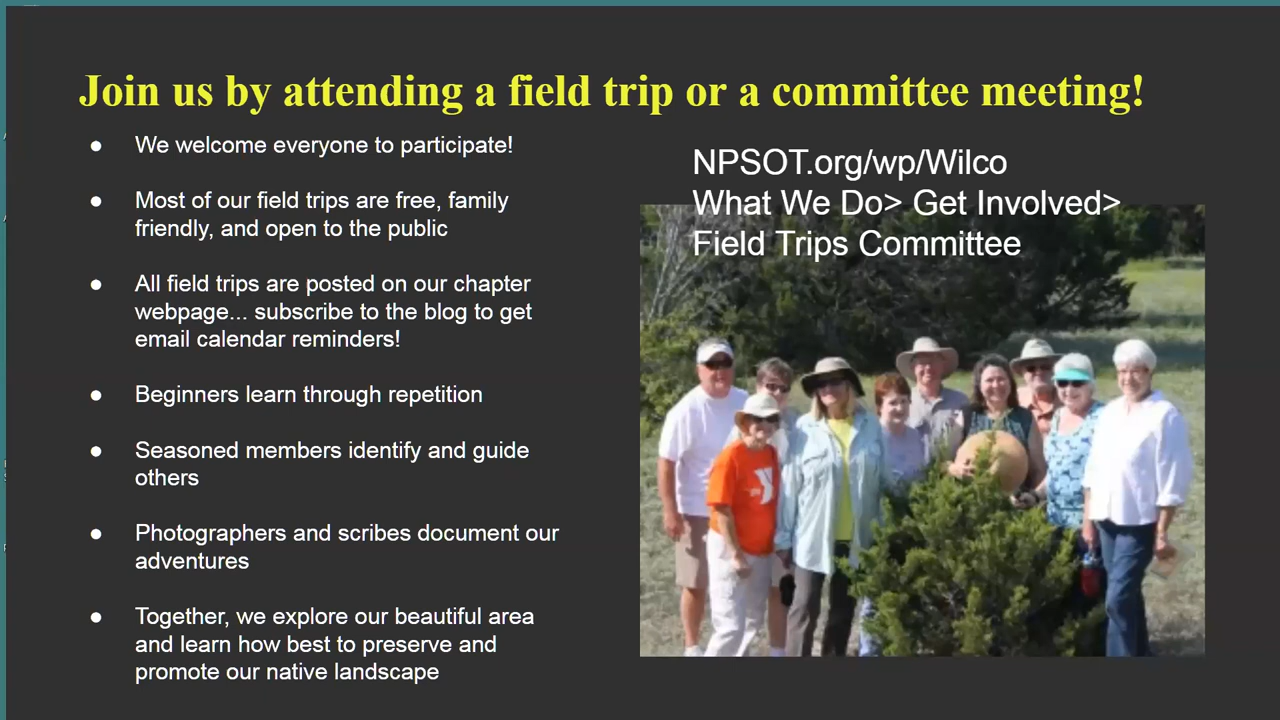 Join us by attending a field trip or a committee meeting!
● We welcome everyone to participate!
● Most of our field trips are free, family
friendly, and open to the public
● All field trips are posted on our chapter
webpage... subscribe to the blog to get
email calendar reminders!
● Beginners learn through repetition
● Seasoned members identify and guide
others
● Photographers and scribes document our
adventures
● Together, we explore our beautiful area
and learn how best to preserve and
promote our native landscape
NPSOT.org/wp/Wilco
What We Do> Get Involved>
Field Trips Committee